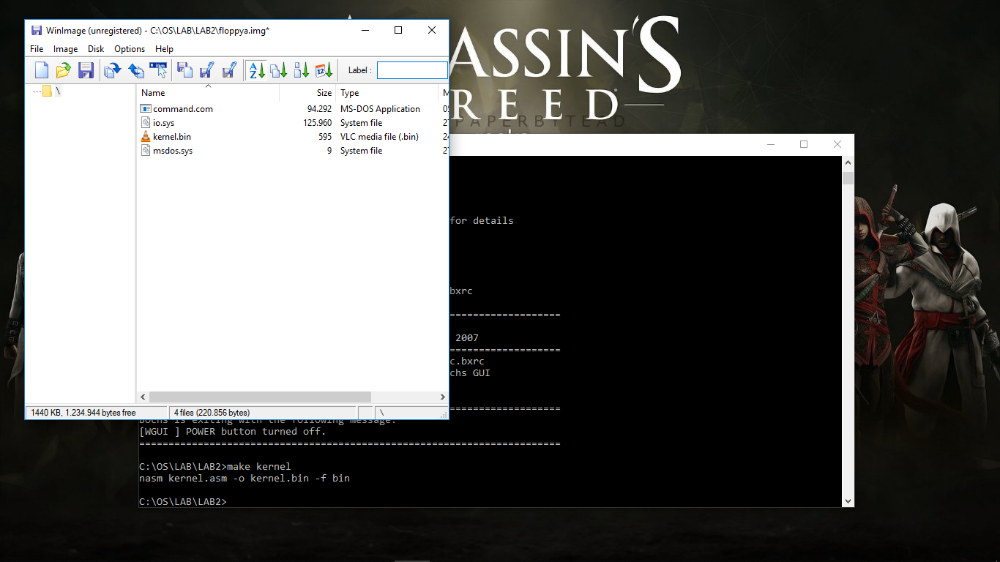 WinImage (unregistered) - C:\OS\LAB\LAB2\floppya.img*
File Image Disk Options Help
Label :
\
Name Size Type
command.com 94.292 MS-DOS Application
io.sys 125.960 System file
kernel.bin 595 VLC media file (.bin)
msdos.sys 9 System file
1440 KB, 1.234.944 bytes free 4 files (220.856 bytes) \
ASSIN'S
REED
PAPERBYTEAD
for details
bxrc
===================
2007
===================
c.bxrc
chs GUI
===================
Bochs is exiting with the following message:
[WGUI ] POWER button turned off.
========================================================================
C:\OS\LAB\LAB2>make kernel
nasm kernel.asm -o kernel.bin -f bin
C:\OS\LAB\LAB2>